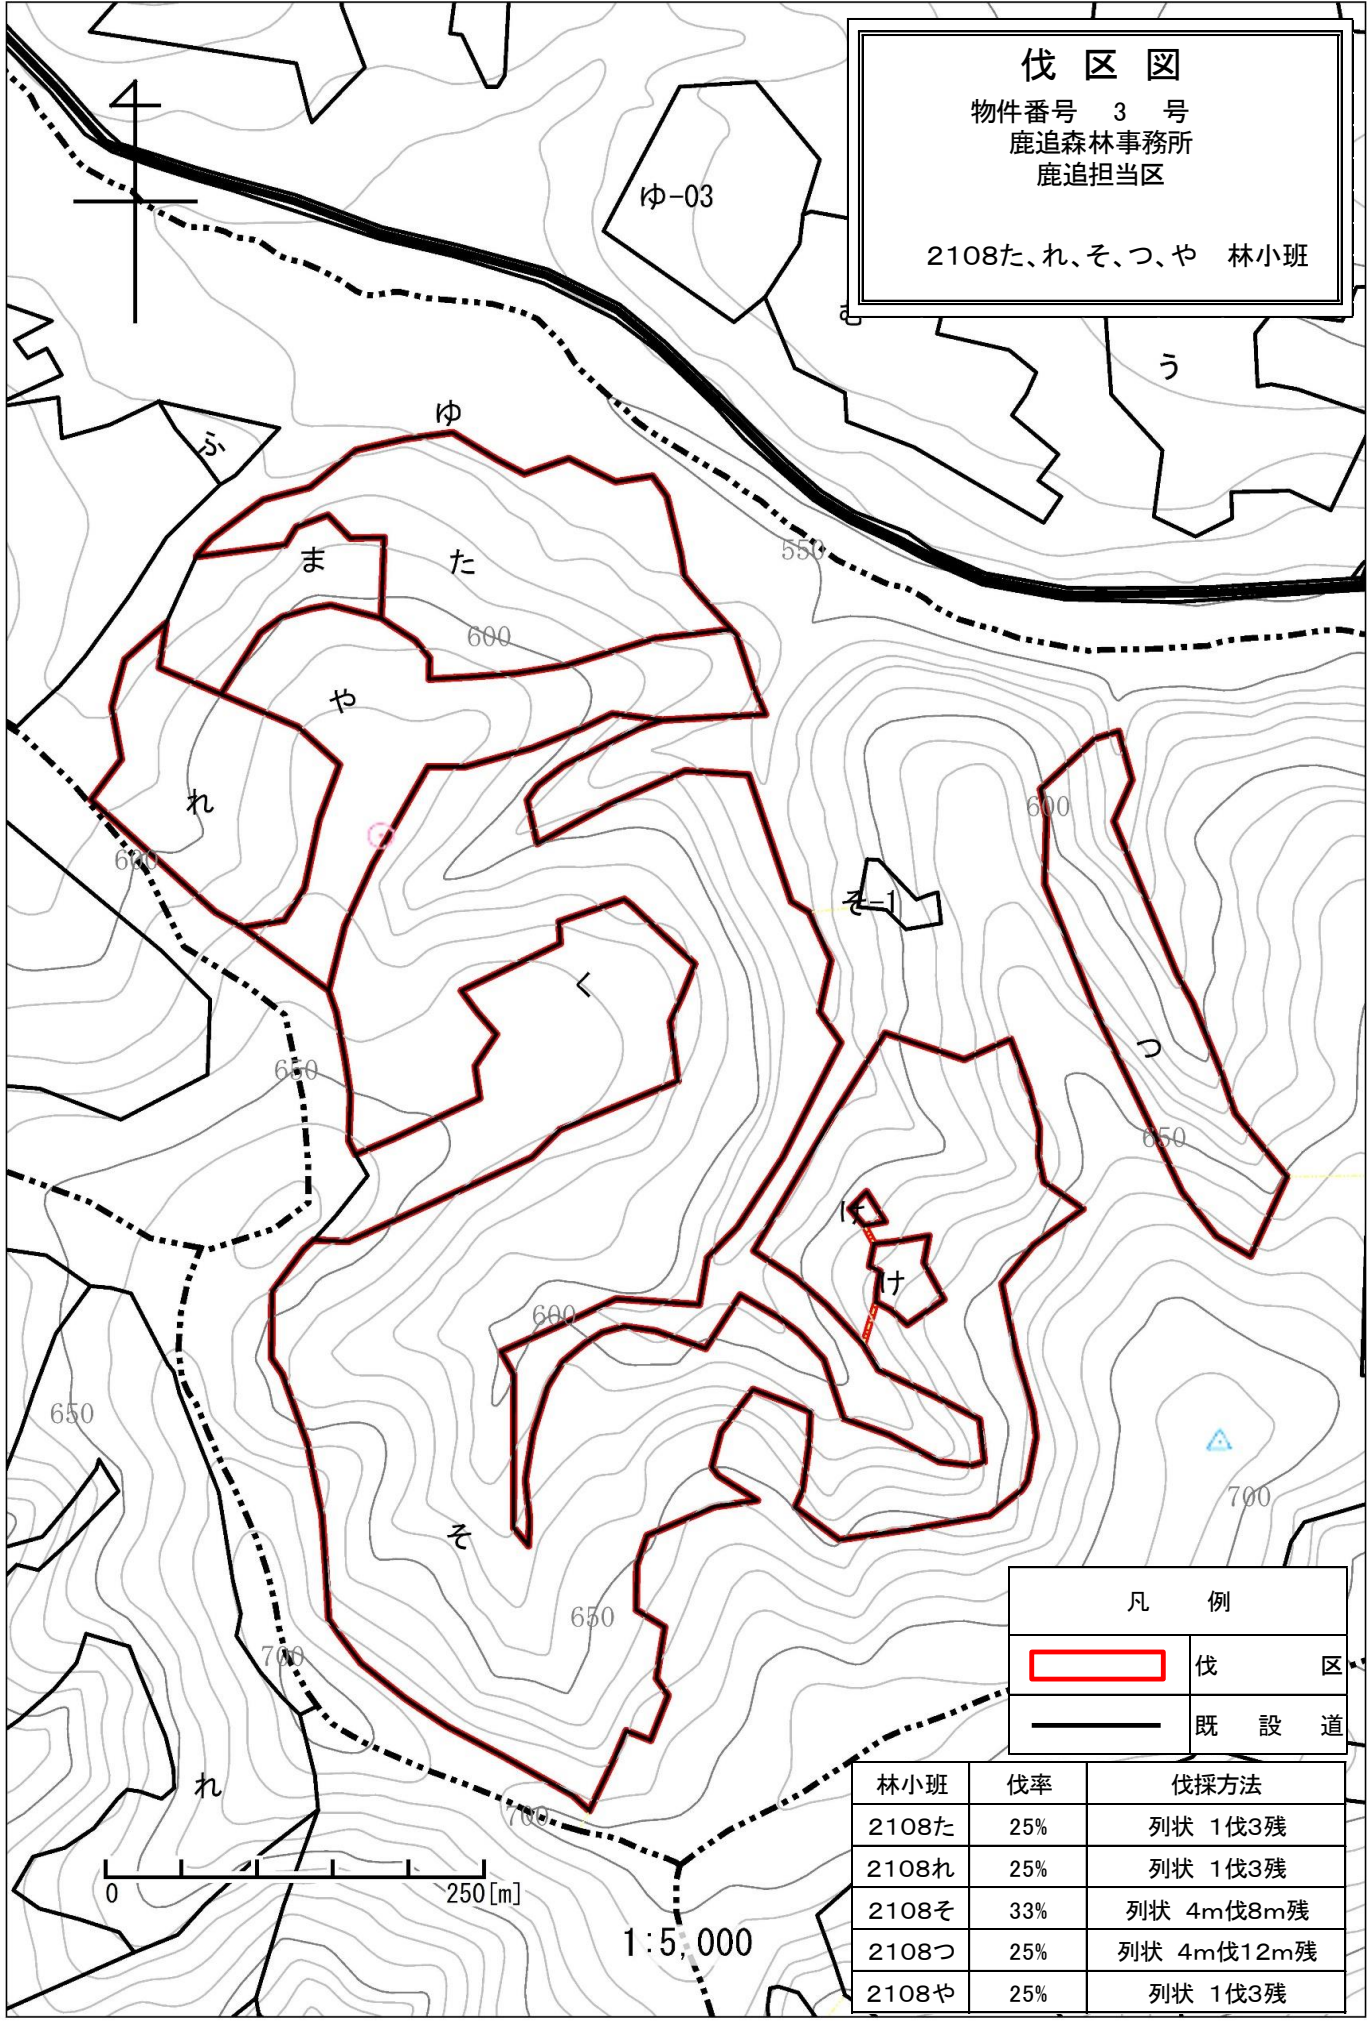 伐 区 図
物件番号 3 号
鹿追森林事務所
鹿追担当区
2108た、れ、そ、つ、や 林小班
ゆ-03
う
ゆ
ふ
ま
た
550
600
や
れ
600
600
そ-1
く
つ
650
650
け
け
600
650
700
そ
650
700
れ
700
凡 例
伐 区
既 設 道
林小班 伐率 伐採方法
2108た 25% 列状 1伐3残
2108れ 25% 列状 1伐3残
2108そ 33% 列状 4m伐8m残
2108つ 25% 列状 4m伐12m残
2108や 25% 列状 1伐3残
0 250[m]
1:5,000